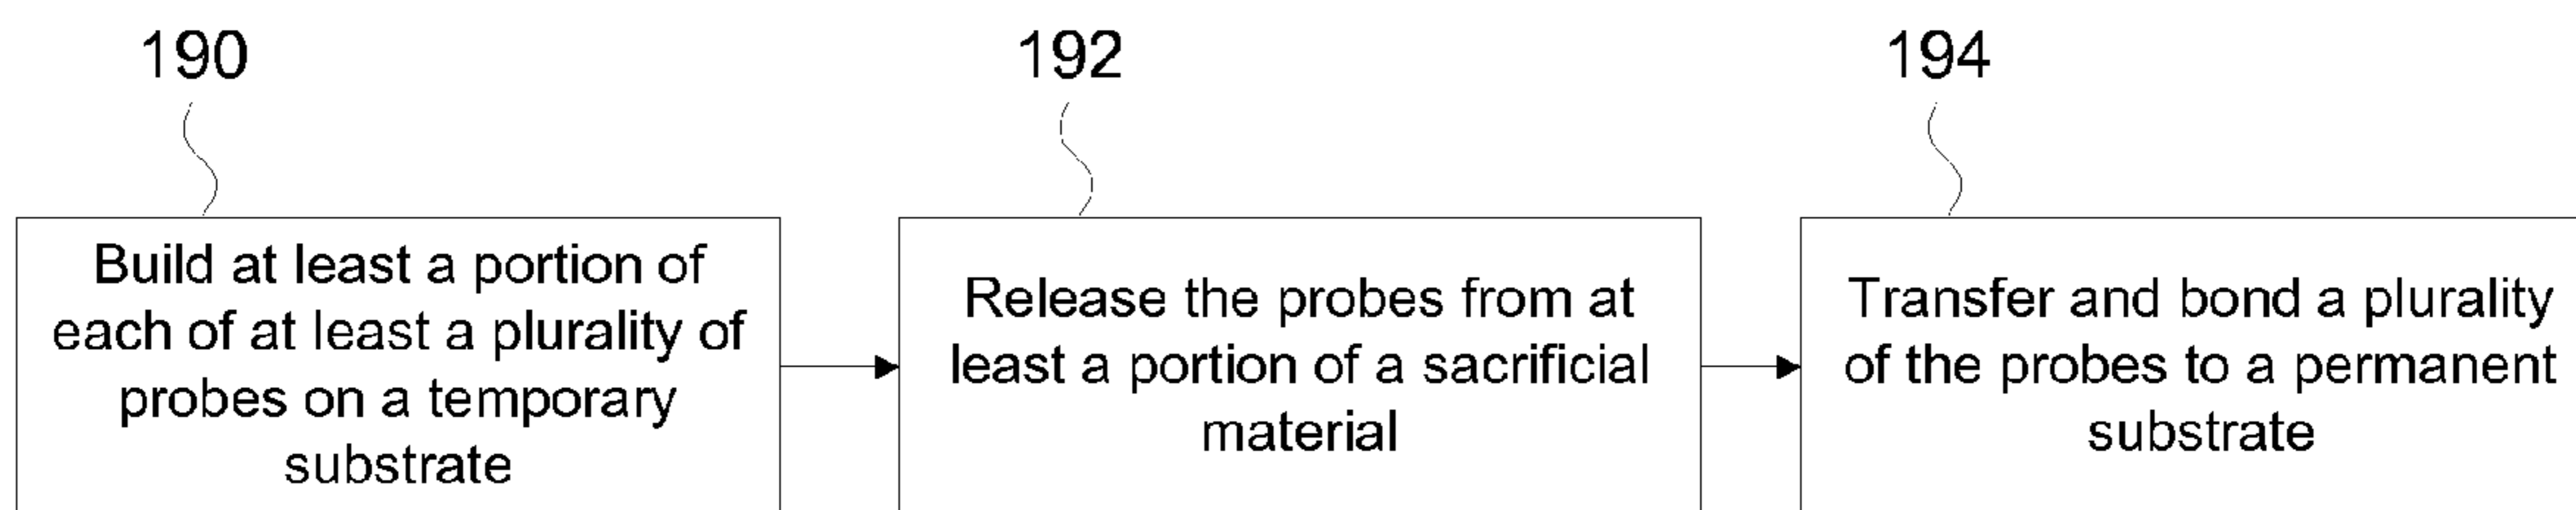 190
192
194
Build at least a portion of
each of at least a plurality of
probes on a temporary
substrate
Release the probes from at
least a portion of a sacrificial
material
Transfer and bond a plurality
of the probes to a permanent
substrate